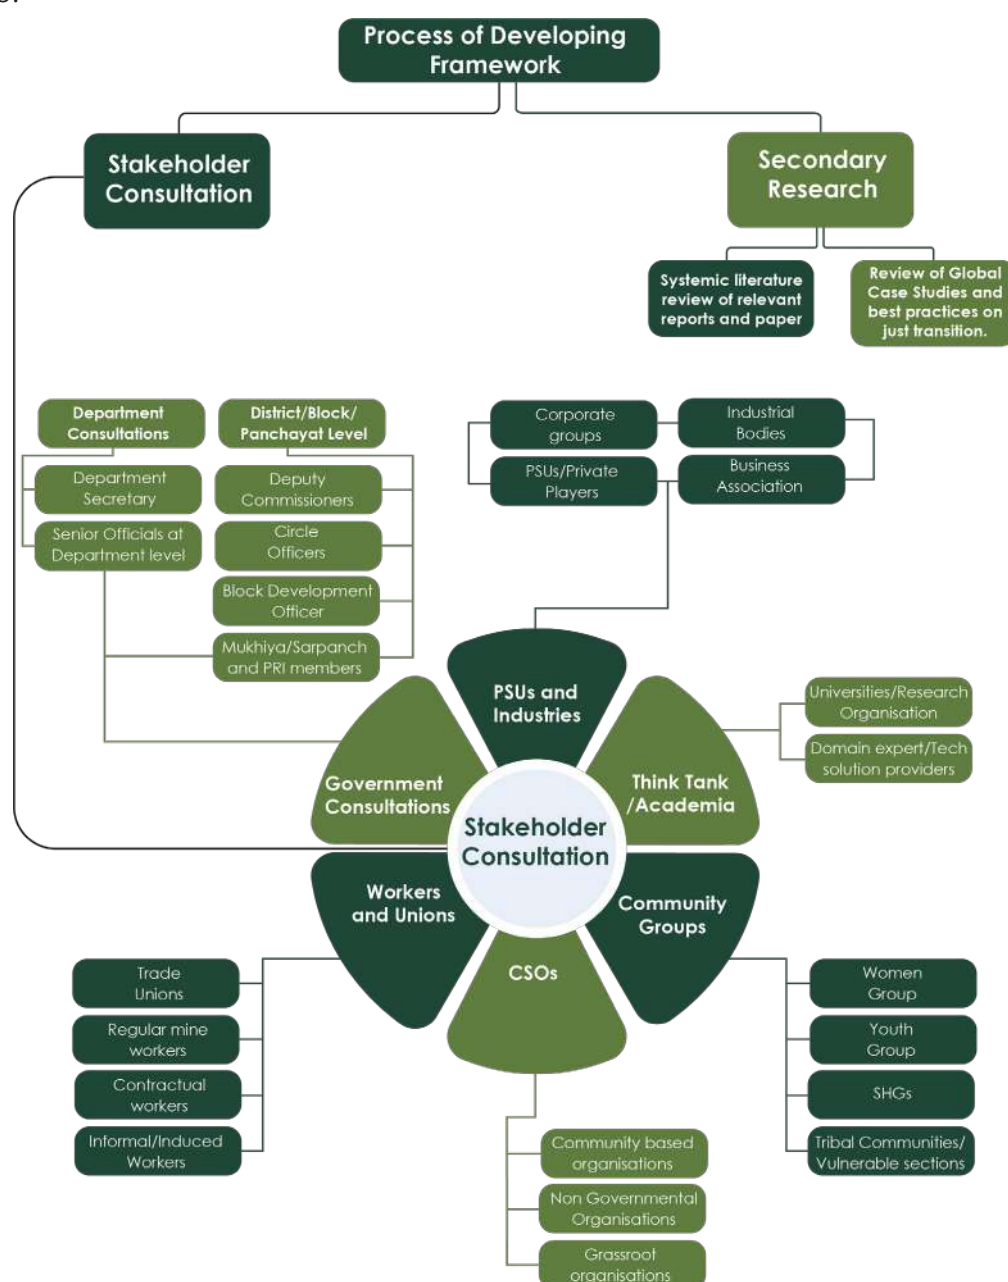 Process of Developing
Framework
Stakeholder
Consultation
Secondary
Research
Systemic literature
review of relevant
reports and paper
Review of Global
Case Studies and
best practices on
just transition.
Department
Consultations
Department
Secretary
Senior Officials at
Department level
District/Block/
Panchayat Level
Deputy
Commissioners
Circle
Officers
Block Development
Officer
Mukhiya/Sarpanch
and PRI members
Corporate
groups
Industrial
Bodies
PSUs/Private
Players
Business
Association
PSUs and
Industries
Government
Consultations
Think Tank
/Academia
Universities/Research
Organisation
Domain expert/Tech
solution providers
Stakeholder
Consultation
Workers
and Unions
Community
Groups
CSOs
Trade
Unions
Regular mine
workers
Contractual
workers
Informal/Induced
Workers
Women
Group
Youth
Group
SHGs
Tribal Communities/
Vulnerable sections
Community based
organisations
Non Governmental
Organisations
Grassroot
organisations